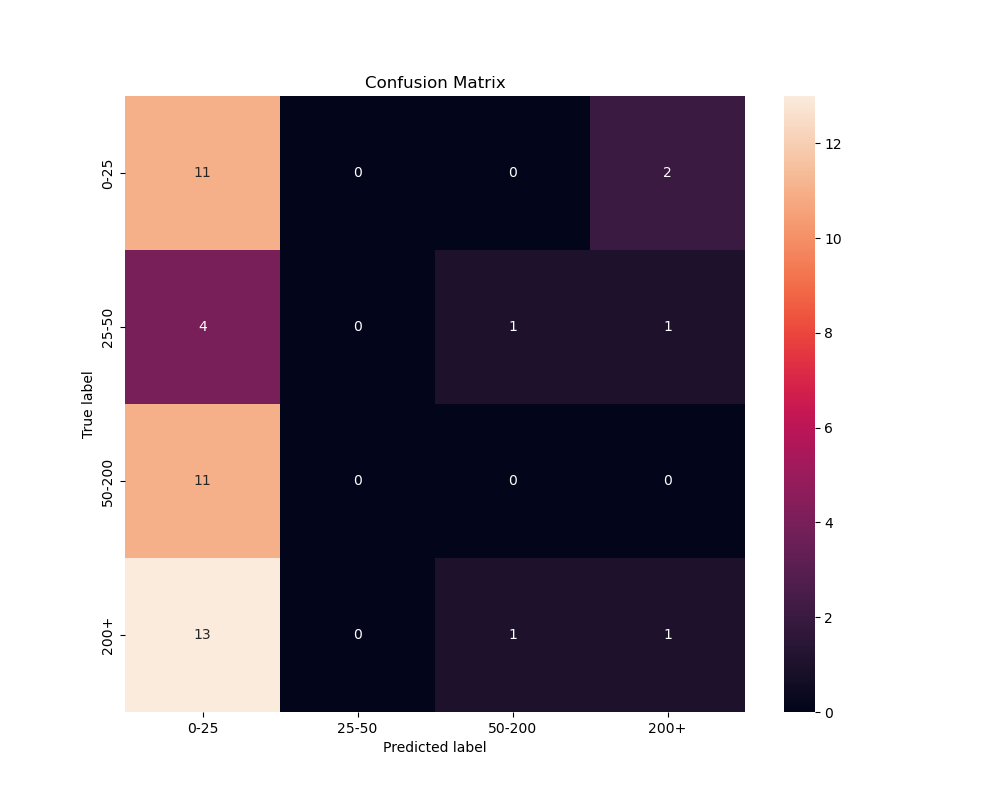 Confusion Matrix
0-25 11 0 0 2
25-50 4 0 1 1
50-200 11 0 0 0
200+ 13 0 1 1
True label
0-25 25-50 50-200 200+
Predicted label
12
10
8
6
4
2
0